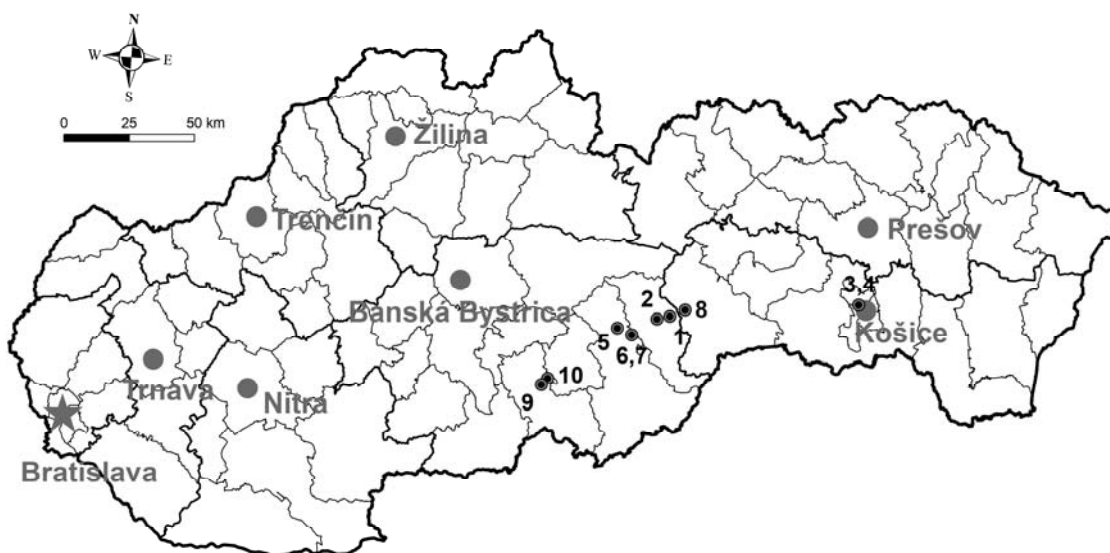 N
W E
S
0 25 50 km
Žilina
Trenčín
Prešov
Banská Bystrica
3,4
Košice
2
8
1
5
6,7
10
9
Trnava
Nitra
Bratislava